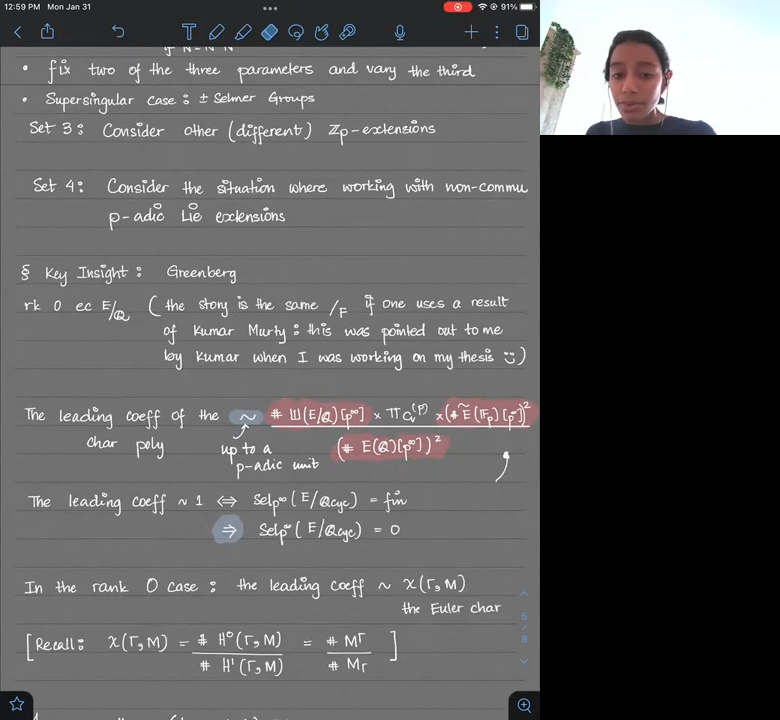 12:59 PM Mon Jan 31
91%
• fix two of the three parameters and vary the third
• Supersingular case: ± Selmer Groups
Set 3: Consider other (different) ℤp-extensions
Set 4: Consider the situation where working with non-commu
p-adic Lie extensions
§ Key Insight: Greenberg
rk 0 ec E/ℚ (the story is the same /F if one uses a result
of Kumar Murty: this was pointed out to me
by Kumar when I was working on my thesis ☺)
The leading coeff of the ~ # Ш(E/ℚ)[p^∞] × ∏ c_v^(p) × (# Ẽ(𝔽p)[p^∞])²
char poly up to a p-adic unit (# E(ℚ)[p^∞])²
The leading coeff ~ 1 ⇔ Selp∞(E/ℚcyc) = fin
⇒ Selp∞(E/ℚcyc) = 0
In the rank 0 case: the leading coeff ~ χ(Γ, M)
the Euler char
[Recall: χ(Γ, M) = # H⁰(Γ, M) / # H¹(Γ, M) = # M^Γ / # M_Γ]
5/8